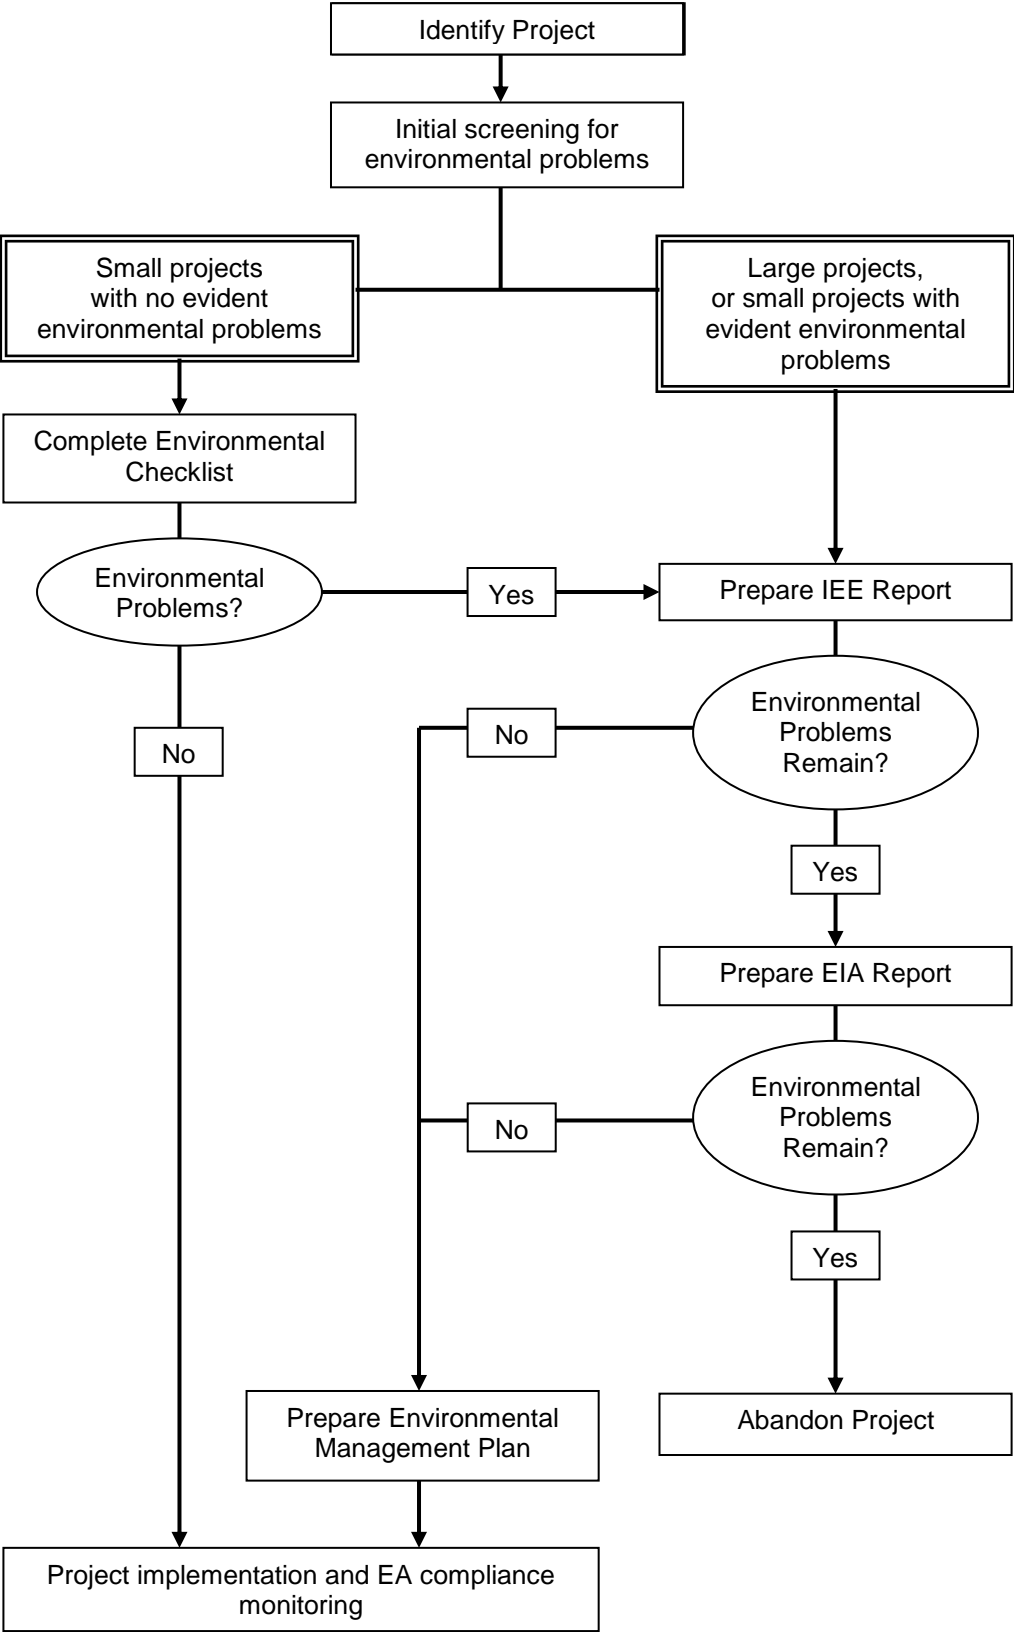 Identify Project
Initial screening for
environmental problems
Small projects
with no evident
environmental problems
Large projects,
or small projects with
evident environmental
problems
Complete Environmental
Checklist
Environmental
Problems?
Yes
Prepare IEE Report
No
No
Environmental
Problems
Remain?
Yes
Prepare EIA Report
No
Environmental
Problems
Remain?
Yes
Prepare Environmental
Management Plan
Abandon Project
Project implementation and EA compliance
monitoring